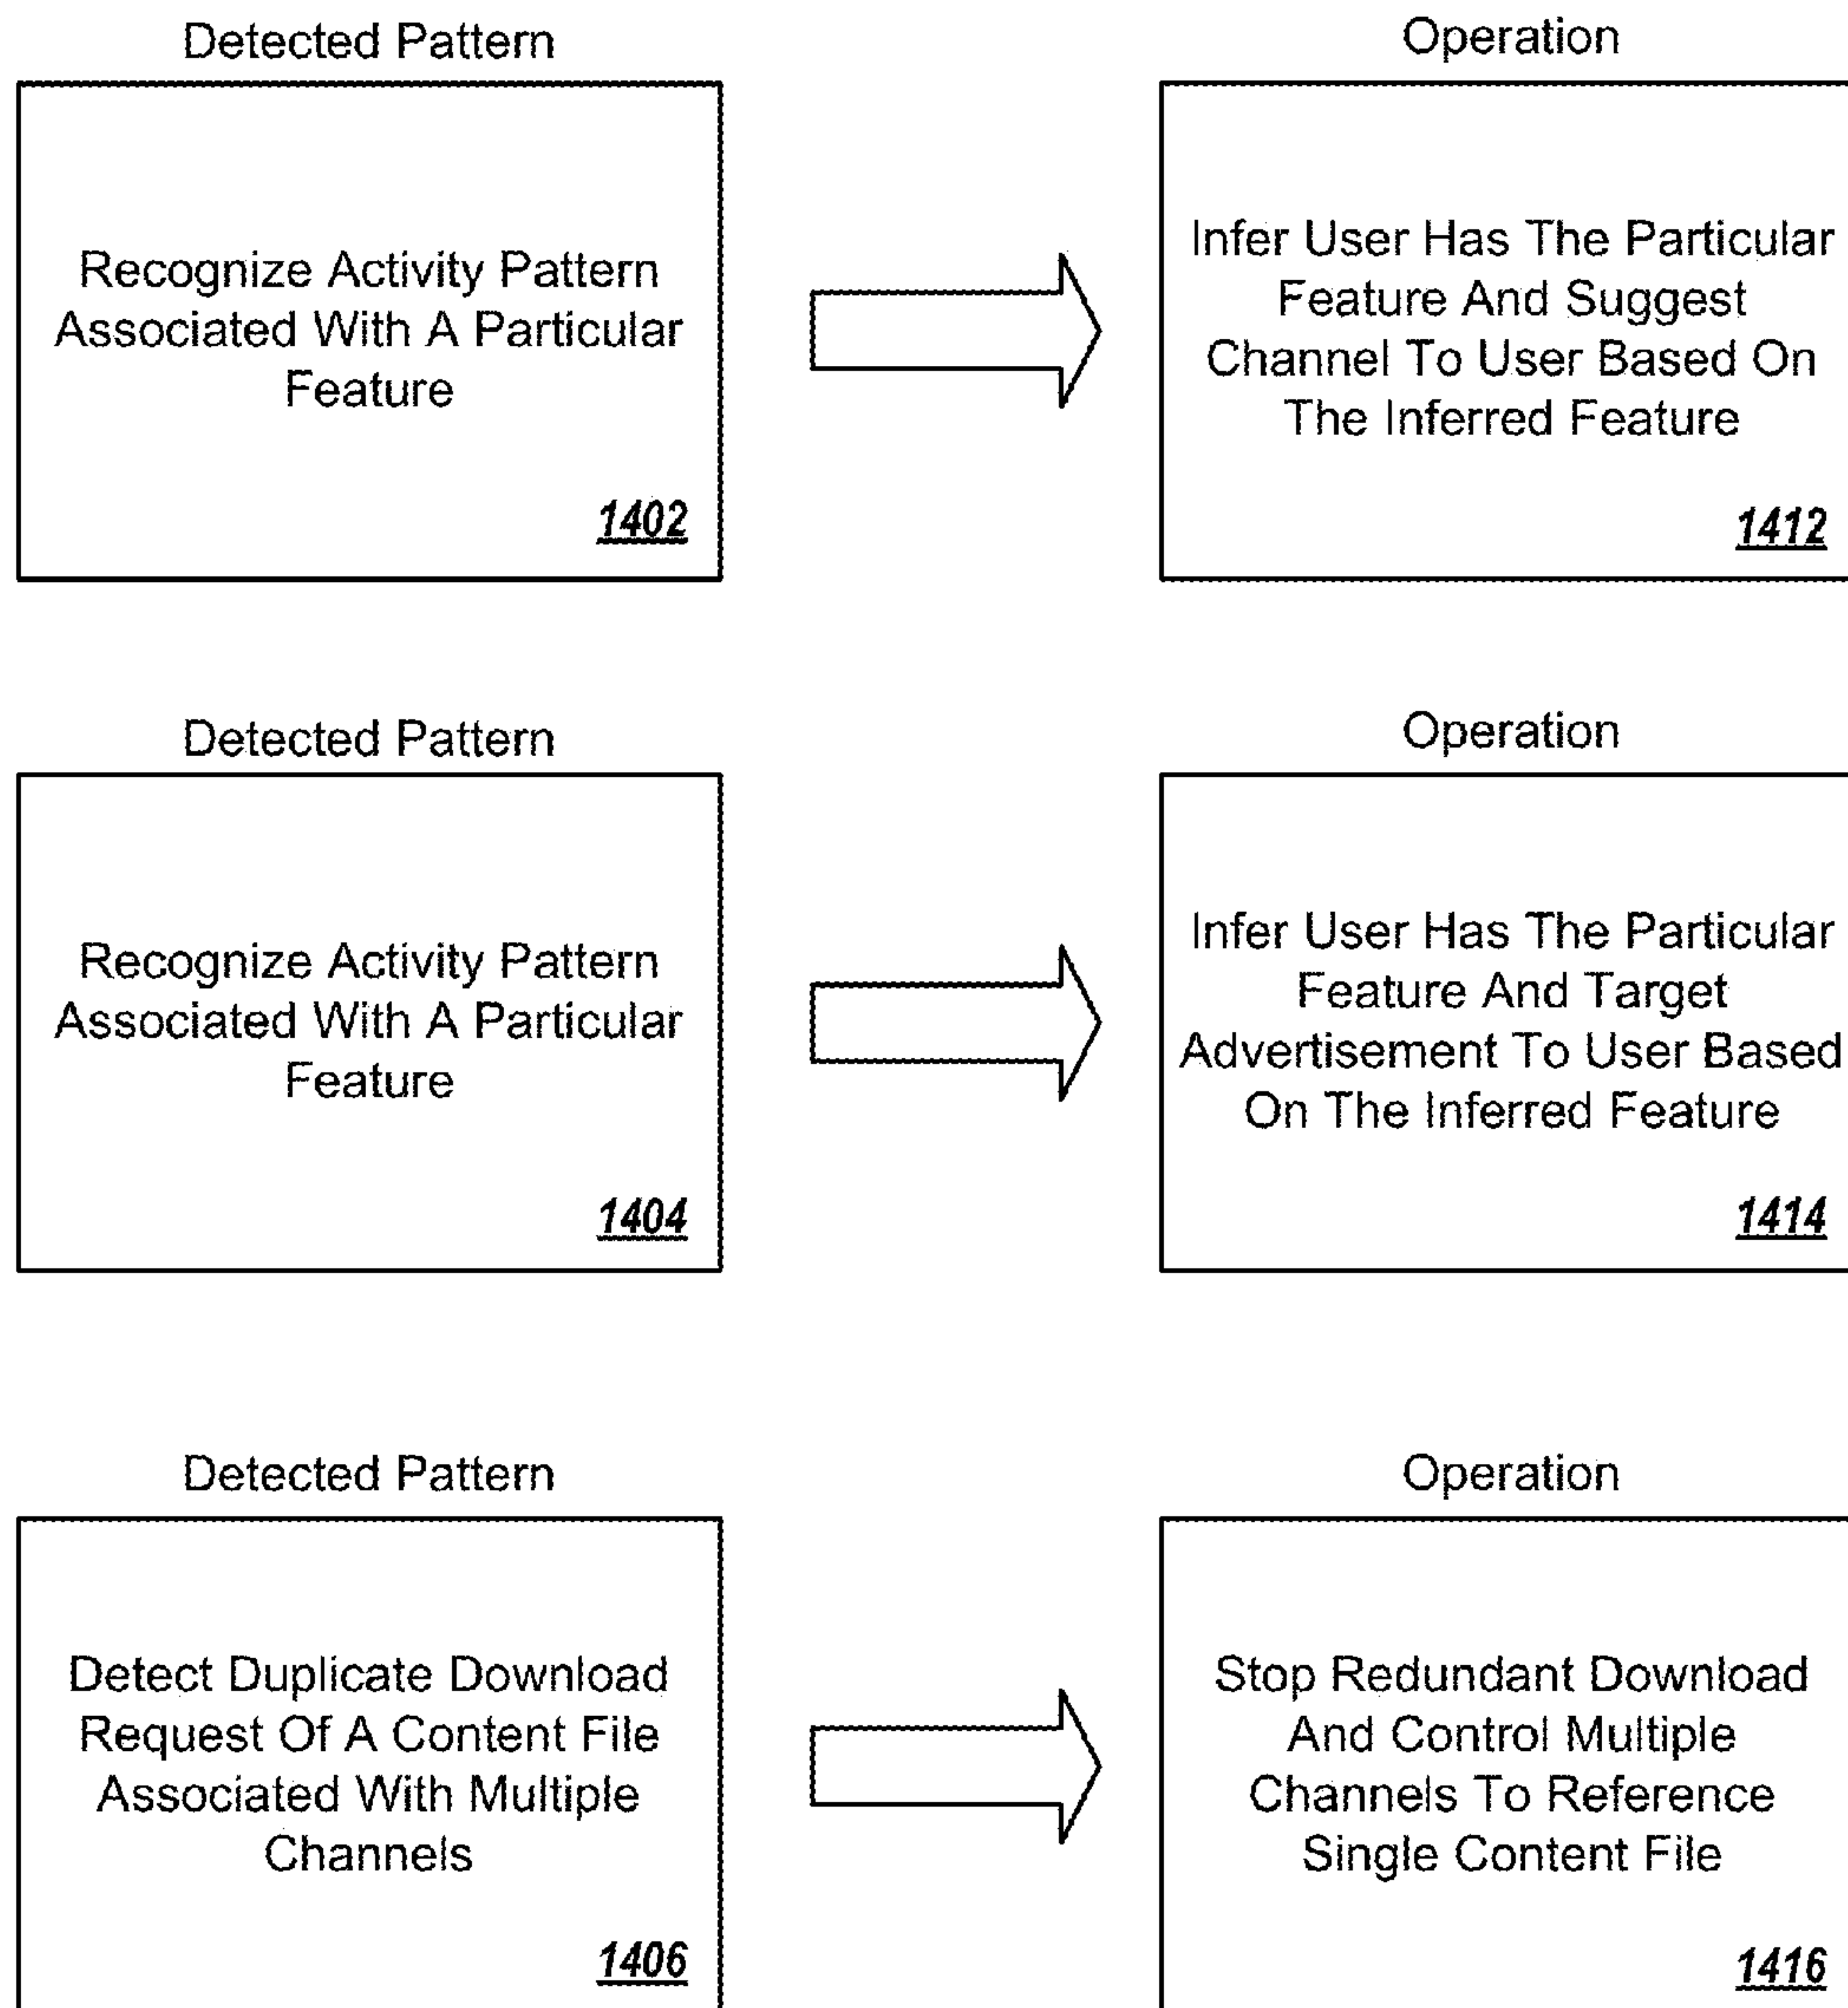 Detected Pattern
Recognize Activity Pattern
Associated With A Particular
Feature
1402
Operation
Infer User Has The Particular
Feature And Suggest
Channel To User Based On
The Inferred Feature
1412
Detected Pattern
Recognize Activity Pattern
Associated With A Particular
Feature
1404
Operation
Infer User Has The Particular
Feature And Target
Advertisement To User Based
On The Inferred Feature
1414
Detected Pattern
Detect Duplicate Download
Request Of A Content File
Associated With Multiple
Channels
1406
Operation
Stop Redundant Download
And Control Multiple
Channels To Reference
Single Content File
1416